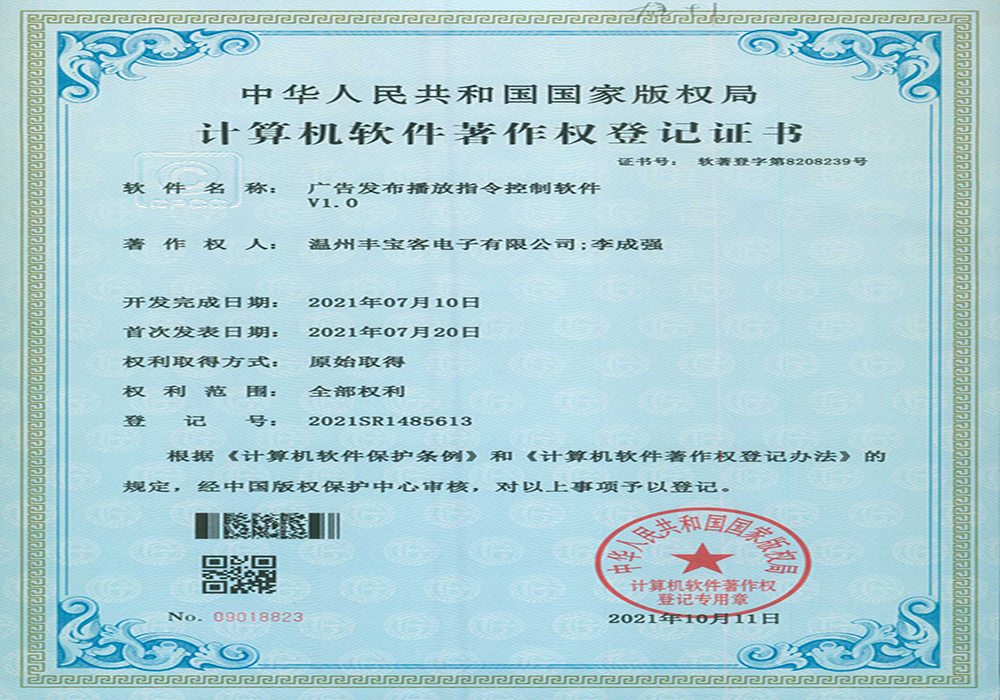 中华人民共和国国家版权局
计算机软件著作权登记证书
证书号： 软著登字第8208239号
软件名称： 广告发布播放指令控制软件
V1.0
著作权人： 温州丰宝客电子有限公司;李成强
开发完成日期： 2021年07月10日
首次发表日期： 2021年07月20日
权利取得方式： 原始取得
权利范围： 全部权利
登记号： 2021SR1485613
根据《计算机软件保护条例》和《计算机软件著作权登记办法》的
规定，经中国版权保护中心审核，对以上事项予以登记。
中华人民共和国国家版权局
计算机软件著作权
登记专用章
No. 09018823
2021年10月11日